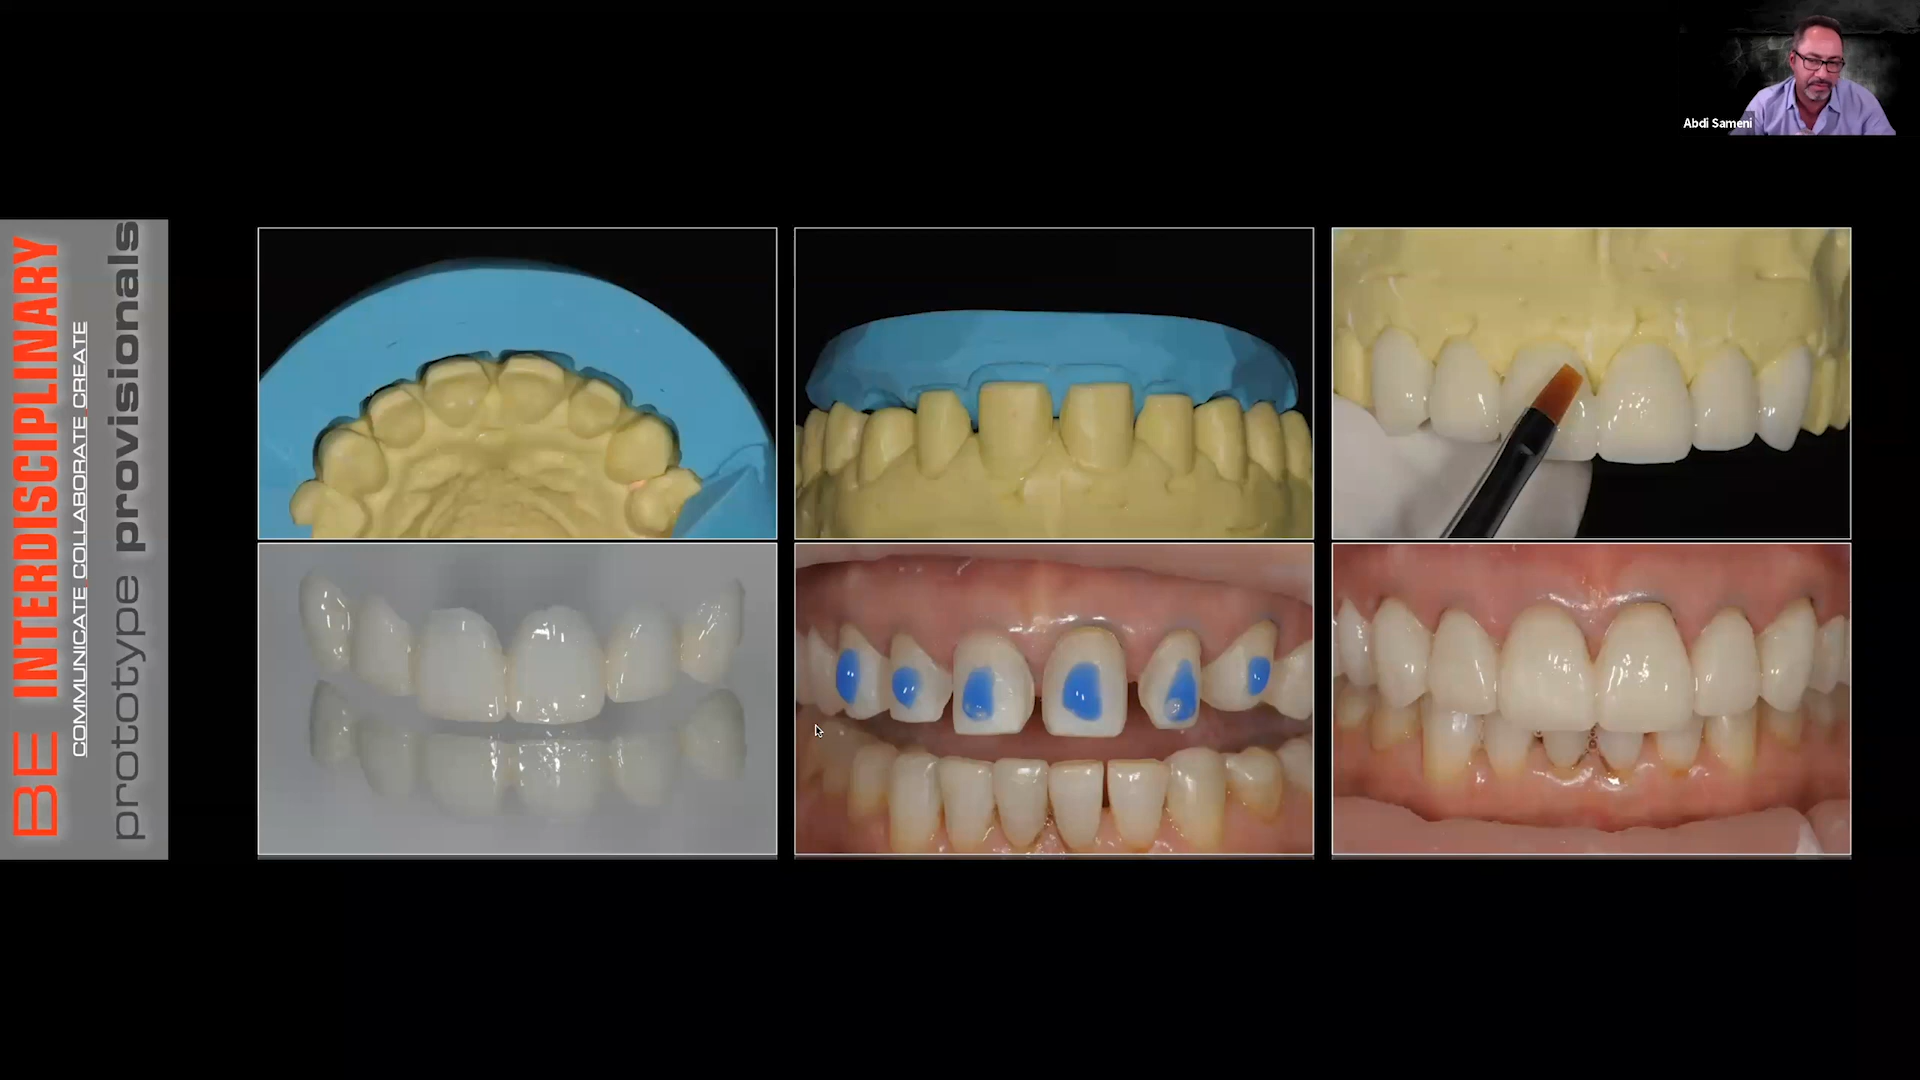 Abdi Sameni
BE INTERDISCIPLINARY
COMMUNICATE COLLABORATE CREATE
prototype provisionals